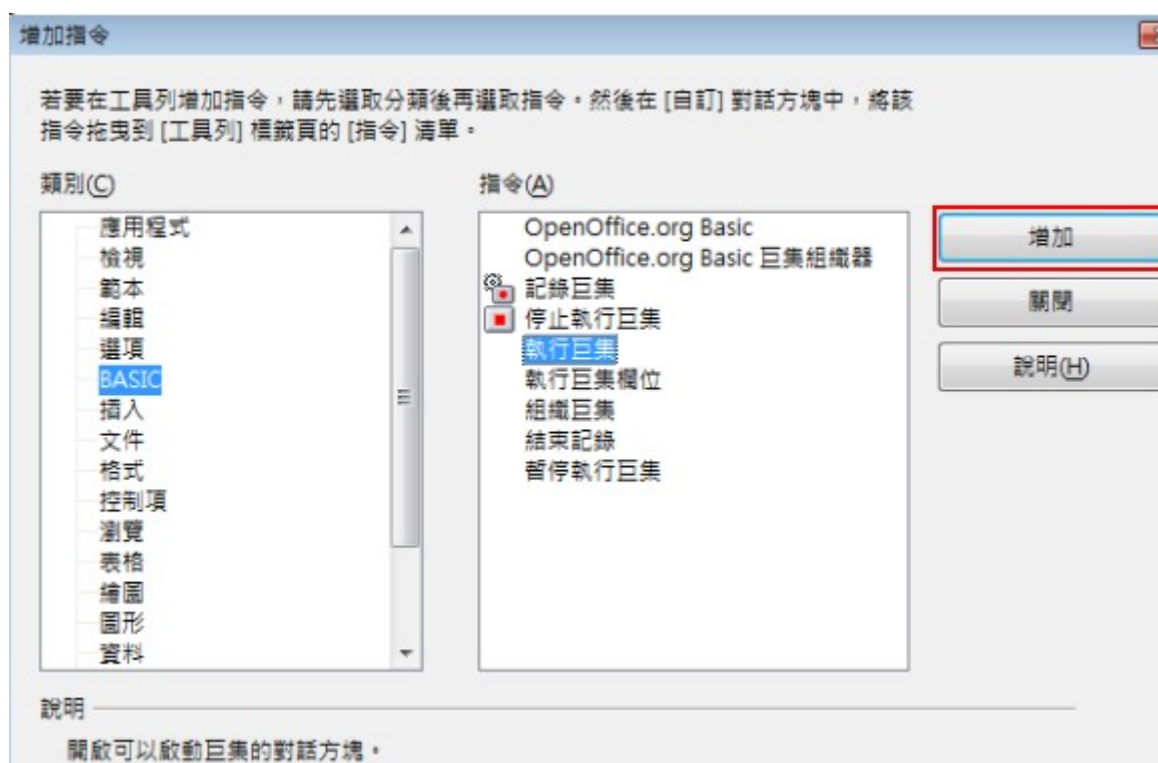 增加指令
若要在工具列增加指令，請先選取分類後再選取指令。然後在 [自訂] 對話方塊中，將該
指令拖曳到 [工具列] 標籤頁的 [指令] 清單。
類別(C)
應用程式
檢視
範本
編輯
選項
BASIC
插入
文件
格式
控制項
瀏覽
表格
繪圖
圖形
資料
指令(A)
OpenOffice.org Basic
OpenOffice.org Basic 巨集組織器
記錄巨集
停止執行巨集
執行巨集
執行巨集欄位
組織巨集
結束記錄
暫停執行巨集
增加
關閉
說明(H)
說明
開啟可以啟動巨集的對話方塊。